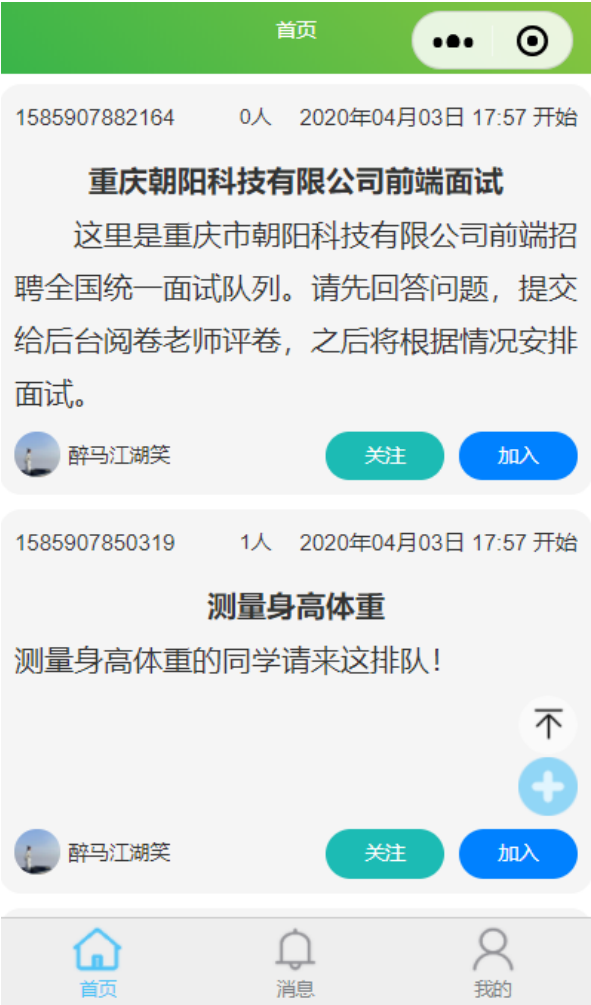 首页
1585907882164 0人 2020年04月03日 17:57 开始
重庆朝阳科技有限公司前端面试
这里是重庆市朝阳科技有限公司前端招
聘全国统一面试队列。请先回答问题，提交
给后台阅卷老师评卷，之后将根据情况安排
面试。
醉马江湖笑 关注 加入
1585907850319 1人 2020年04月03日 17:57 开始
测量身高体重
测量身高体重的同学请来这排队！
醉马江湖笑 关注 加入
首页 消息 我的